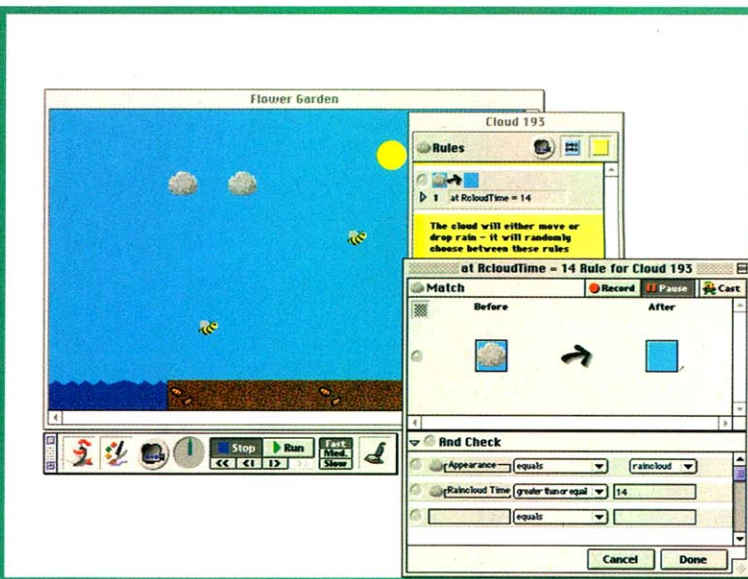 Flower Garden
Cloud 193
Rules
1 at RcloudTime = 14
The cloud will either move or
drop rain – it will randomly
choose between these rules
at RcloudTime = 14 Rule for Cloud 193
Match
Record
Pause
Cast
Before
After
Stop
Run
Fast
Med.
Slow
And Check
Appearance equals raincloud
Raincloud Time greater than or equal 14
equals
Cancel
Done